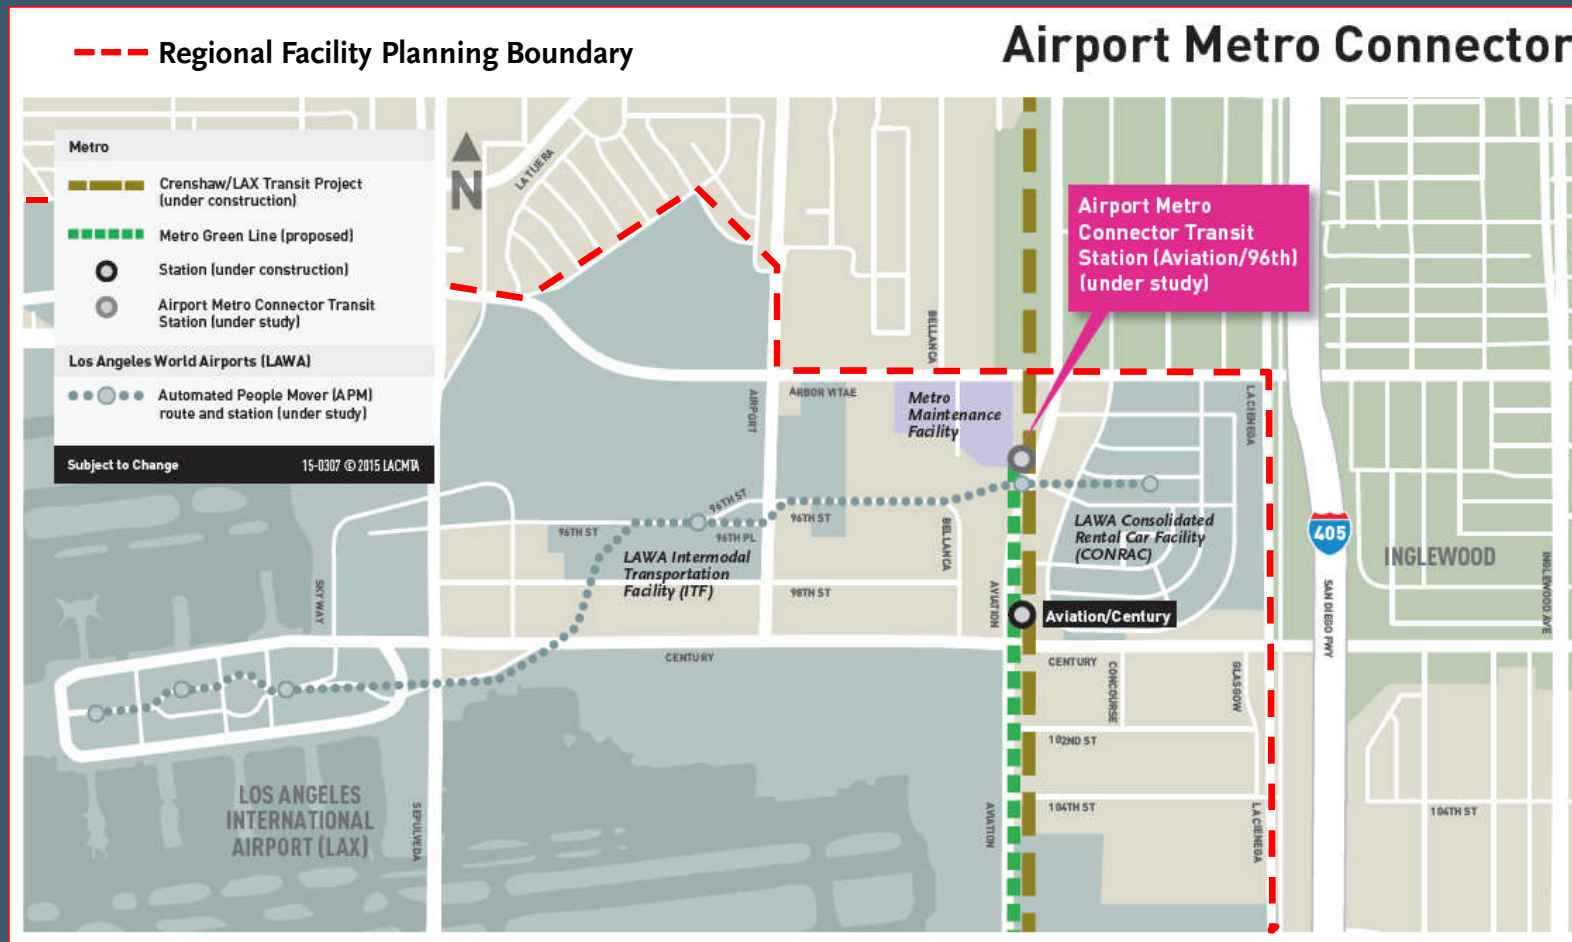 Regional Facility Planning Boundary
Airport Metro Connector
Metro
Crenshaw/LAX Transit Project
(under construction)
Metro Green Line (proposed)
Station (under construction)
Airport Metro Connector Transit
Station (under study)
Los Angeles World Airports (LAWA)
Automated People Mover (APM)
route and station (under study)
Subject to Change
15-0307 © 2015 LACMTA
N
LA TIJERA
Airport Metro
Connector Transit
Station (Aviation/96th)
(under study)
BELLANCA
AIRPORT
ARBOR VITAE
Metro
Maintenance
Facility
LA CIENEGA
96TH ST
96TH ST
96TH PL
96TH ST
BELLANCA
LAWA Intermodal
Transportation
Facility (ITF)
LAWA Consolidated
Rental Car Facility
(CONRAC)
405
INGLEWOOD
INGLEWOOD AVE
SAN DIEGO FWY
SKY WAY
98TH ST
AVIATION
Aviation/Century
CENTURY
CENTURY
CONCOURSE
GLASGOW
102ND ST
104TH ST
104TH ST
LOS ANGELES
INTERNATIONAL
AIRPORT (LAX)
SEPULVEDA
AVIATION
LA CIENEGA